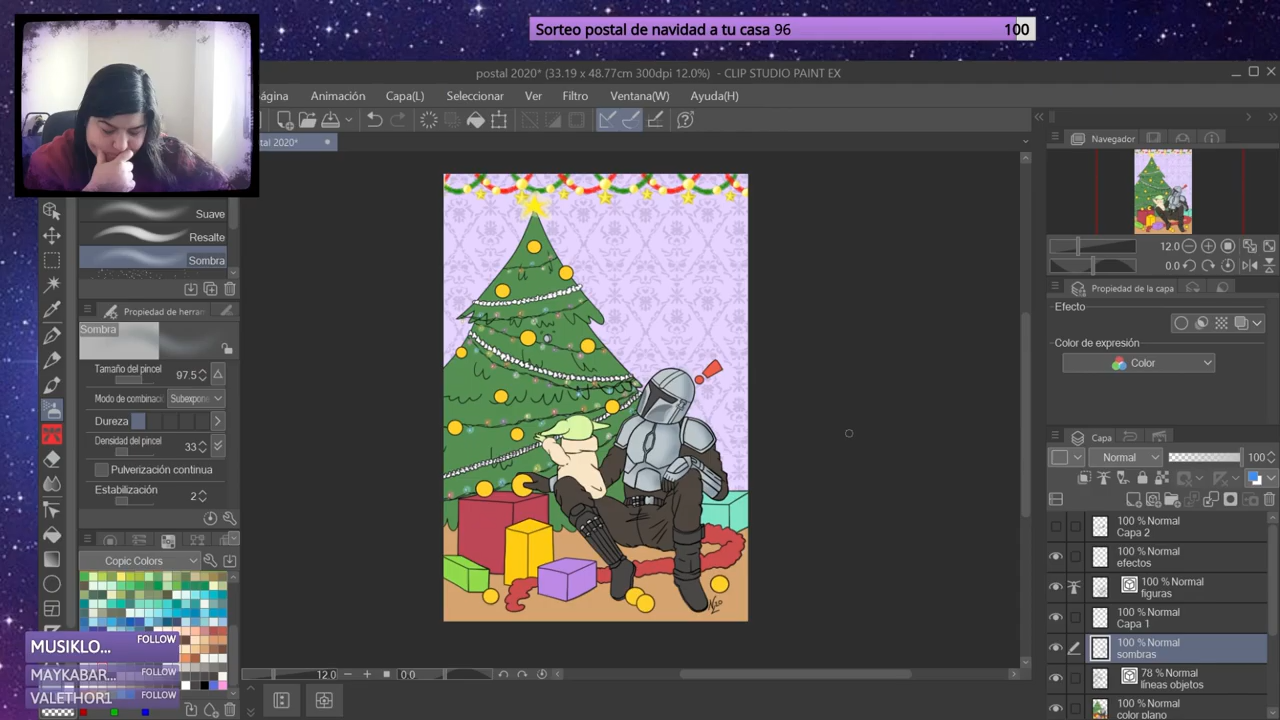 Sorteo postal de navidad a tu casa 96 100
postal 2020* (33.19 x 48.77cm 300dpi 12.0%) - CLIP STUDIO PAINT EX
ágina Animación Capa(L) Seleccionar Ver Filtro Ventana(W) Ayuda(H)
tal 2020*
Suave
Resalte
Sombra
Propiedad de herran
Sombra
Tamaño del pincel 97.5
Modo de combinac Subexpone
Dureza
Densidad del pincel 33
Pulverización continua
Estabilización 2
Copic Colors
MUSIKLO... FOLLOW
MAYKABAR... FOLLOW
VALETHOR1 FOLLOW
12.0 0.0
Navegador
12.0
0.0
Propiedad de la capa
Efecto
Color de expresión
Color
Capa
Normal 100
100 % Normal
Capa 2
100 % Normal
efectos
100 % Normal
figuras
100 % Normal
Capa 1
100 % Normal
sombras
78 % Normal
líneas objetos
100 % Normal
color plano